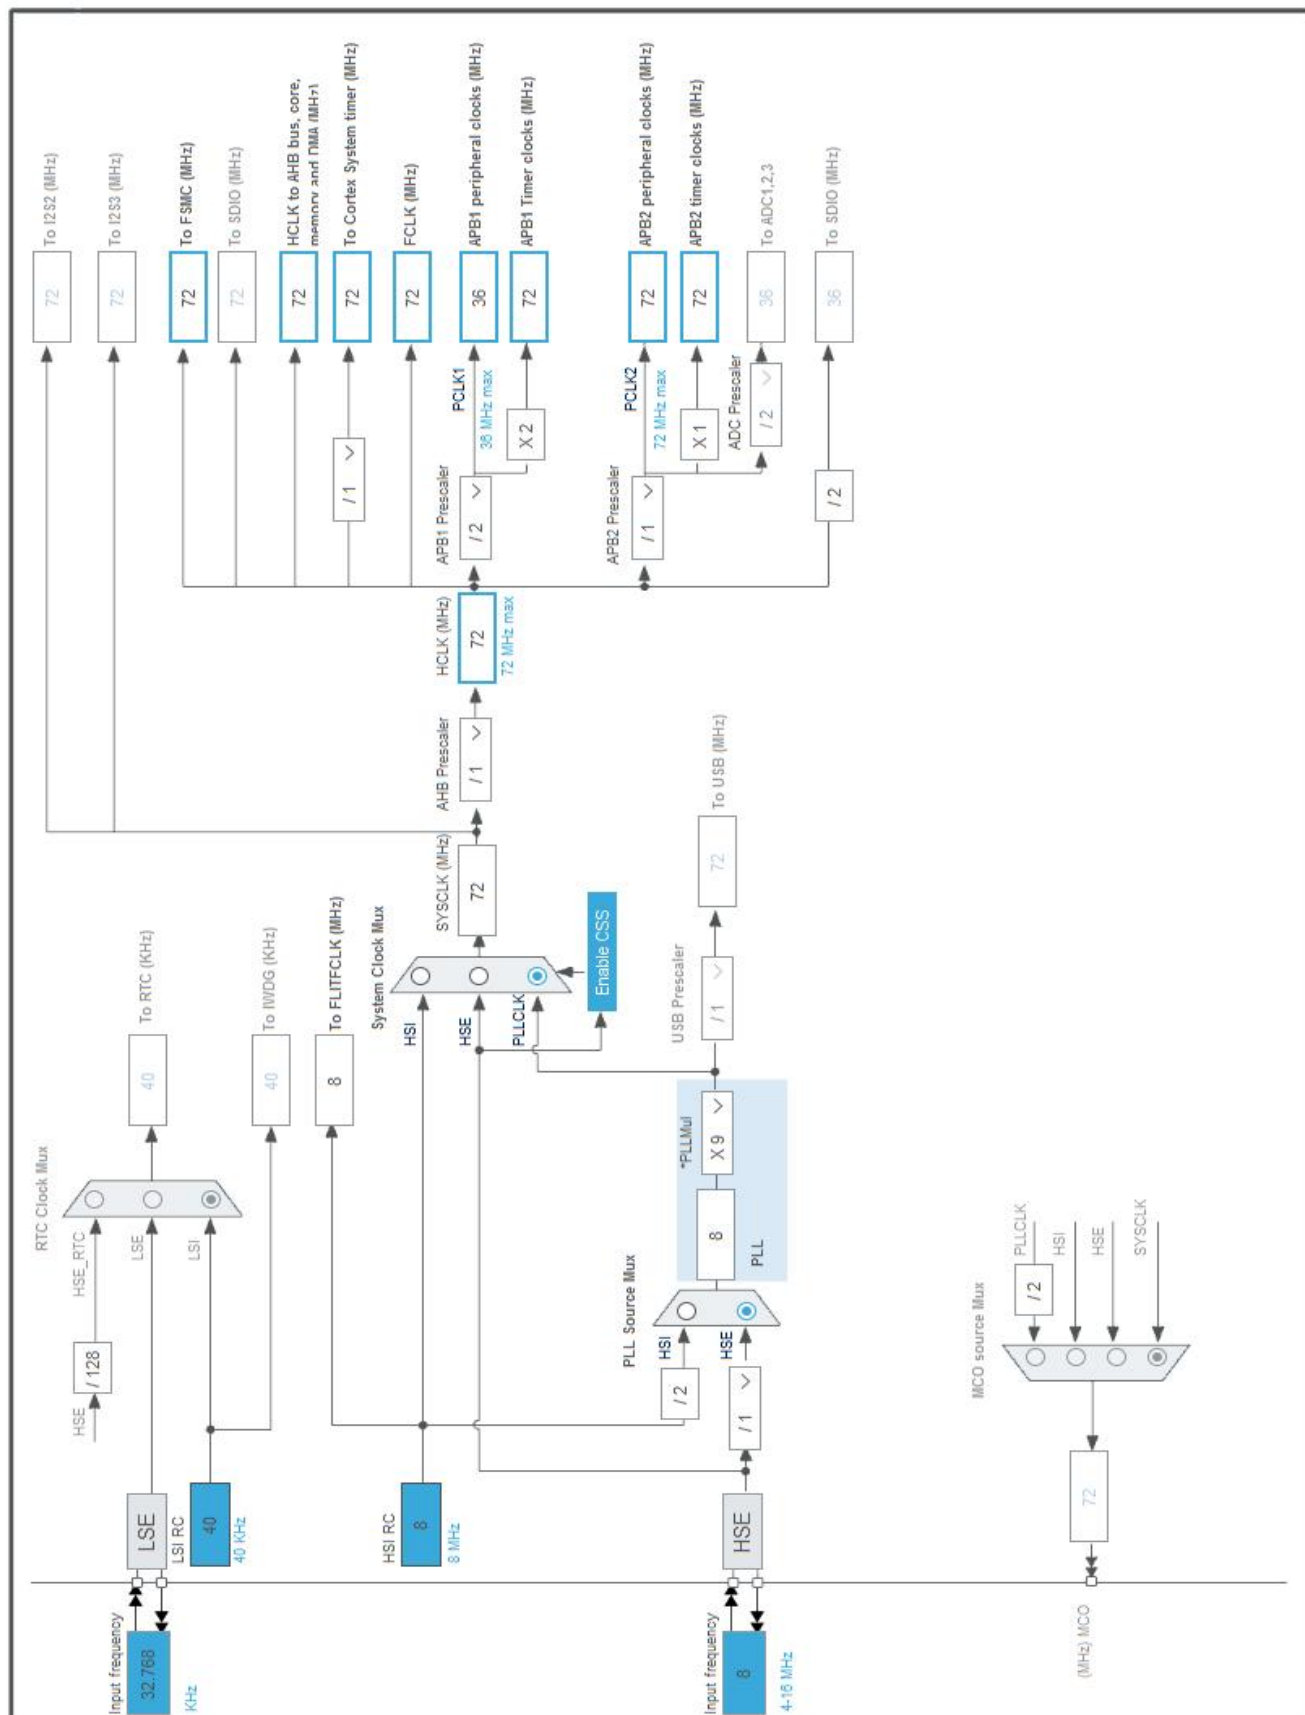 Input frequency
32.768
KHz
LSE
LSI RC
40
40 KHz
HSE
/ 128
HSE_RTC
LSE
LSI
RTC Clock Mux
40
To RTC (KHz)
40
To IWDG (KHz)
HSI RC
8
8 MHz
8
To FLITFCLK (MHz)
System Clock Mux
HSI
HSE
PLLCLK
Enable CSS
SYSCLK (MHz)
72
AHB Prescaler
/ 1
HCLK (MHz)
72
72 MHz max
72
To I2S2 (MHz)
72
To I2S3 (MHz)
72
To FSMC (MHz)
72
To SDIO (MHz)
72
HCLK to AHB bus, core,
memory and DMA (MHz)
/ 1
72
To Cortex System timer (MHz)
72
FCLK (MHz)
APB1 Prescaler
/ 2
PCLK1
36 MHz max
36
APB1 peripheral clocks (MHz)
X 2
72
APB1 Timer clocks (MHz)
APB2 Prescaler
/ 1
PCLK2
72 MHz max
72
APB2 peripheral clocks (MHz)
X 1
72
APB2 timer clocks (MHz)
ADC Prescaler
/ 2
36
To ADC1,2,3
/ 2
36
To SDIO (MHz)
Input frequency
8
4-16 MHz
HSE
/ 1
/ 2
HSI
HSE
PLL Source Mux
8
*PLLMul
X 9
PLL
USB Prescaler
/ 1
72
To USB (MHz)
(MHz) MCO
72
MCO source Mux
/ 2
PLLCLK
HSI
HSE
SYSCLK